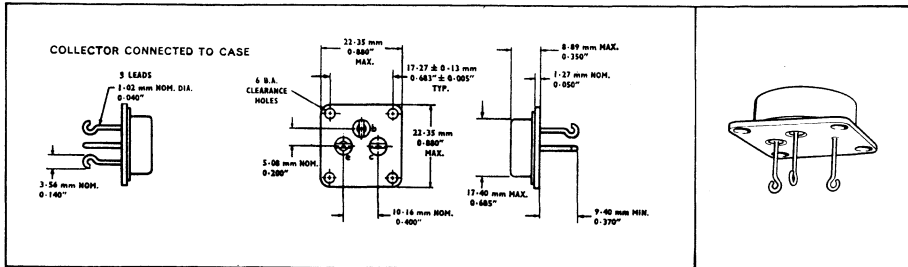 COLLECTOR CONNECTED TO CASE
3 LEADS
1·02 mm NOM. DIA.
0·040"
3·56 mm NOM.
0·140"
22·35 mm
0·880"
MAX.
17·27 ± 0·13 mm
0·683" ± 0·005"
TYP.
6 B.A.
CLEARANCE
HOLES
b
e
c
22·35 mm
0·880"
MAX.
5·08 mm NOM.
0·200"
10·16 mm NOM.
0·400"
8·89 mm MAX.
0·350"
1·27 mm NOM.
0·050"
17·40 mm MAX.
0·685"
9·40 mm MIN.
0·370"